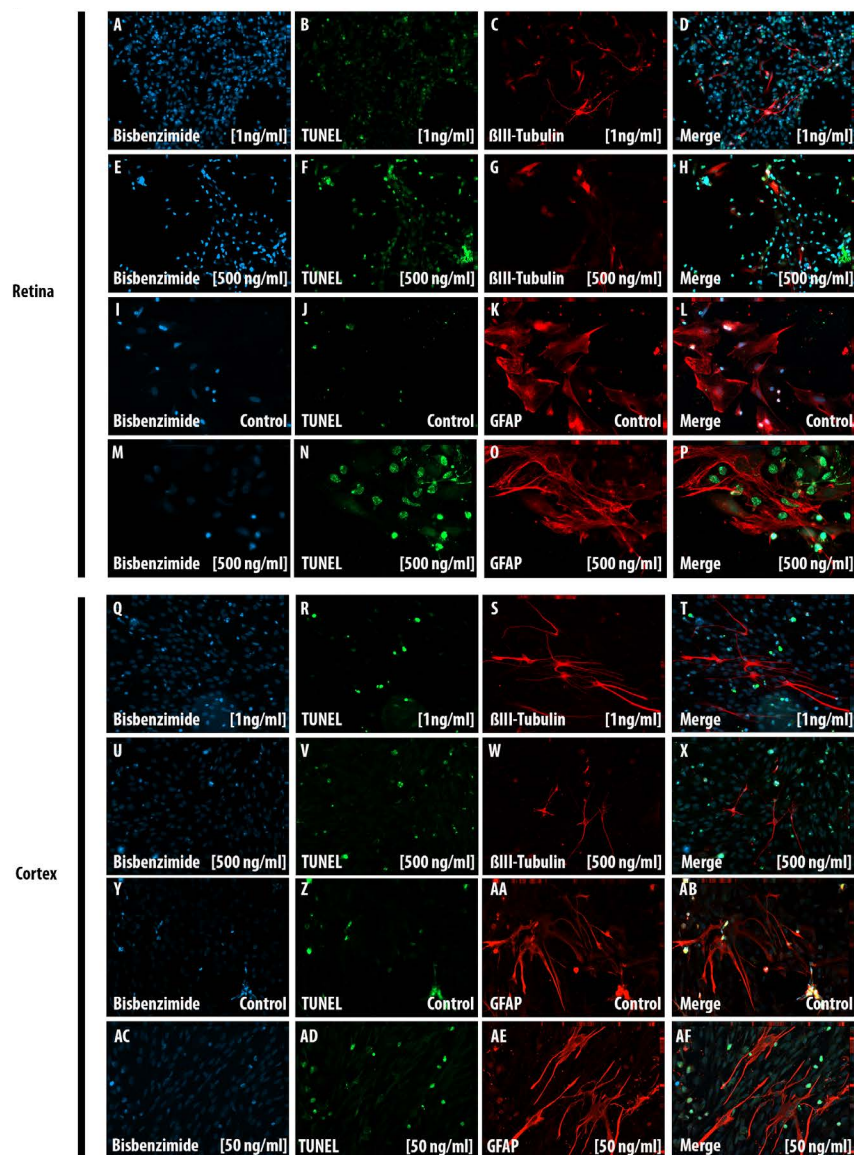 A B C D
Bisbenzimide [1ng/ml] TUNEL [1ng/ml] ßIII-Tubulin [1ng/ml] Merge [1ng/ml]
E F G H
Bisbenzimide [500 ng/ml] TUNEL [500 ng/ml] ßIII-Tubulin [500 ng/ml] Merge [500 ng/ml]
Retina
I J K L
Bisbenzimide Control TUNEL Control GFAP Control Merge Control
M N O P
Bisbenzimide [500 ng/ml] TUNEL [500 ng/ml] GFAP [500 ng/ml] Merge [500 ng/ml]
Q R S T
Bisbenzimide [1ng/ml] TUNEL [1ng/ml] ßIII-Tubulin [1ng/ml] Merge [1ng/ml]
U V W X
Bisbenzimide [500 ng/ml] TUNEL [500 ng/ml] ßIII-Tubulin [500 ng/ml] Merge [500 ng/ml]
Cortex
Y Z AA AB
Bisbenzimide Control TUNEL Control GFAP Control Merge Control
AC AD AE AF
Bisbenzimide [50 ng/ml] TUNEL [50 ng/ml] GFAP [50 ng/ml] Merge [50 ng/ml]